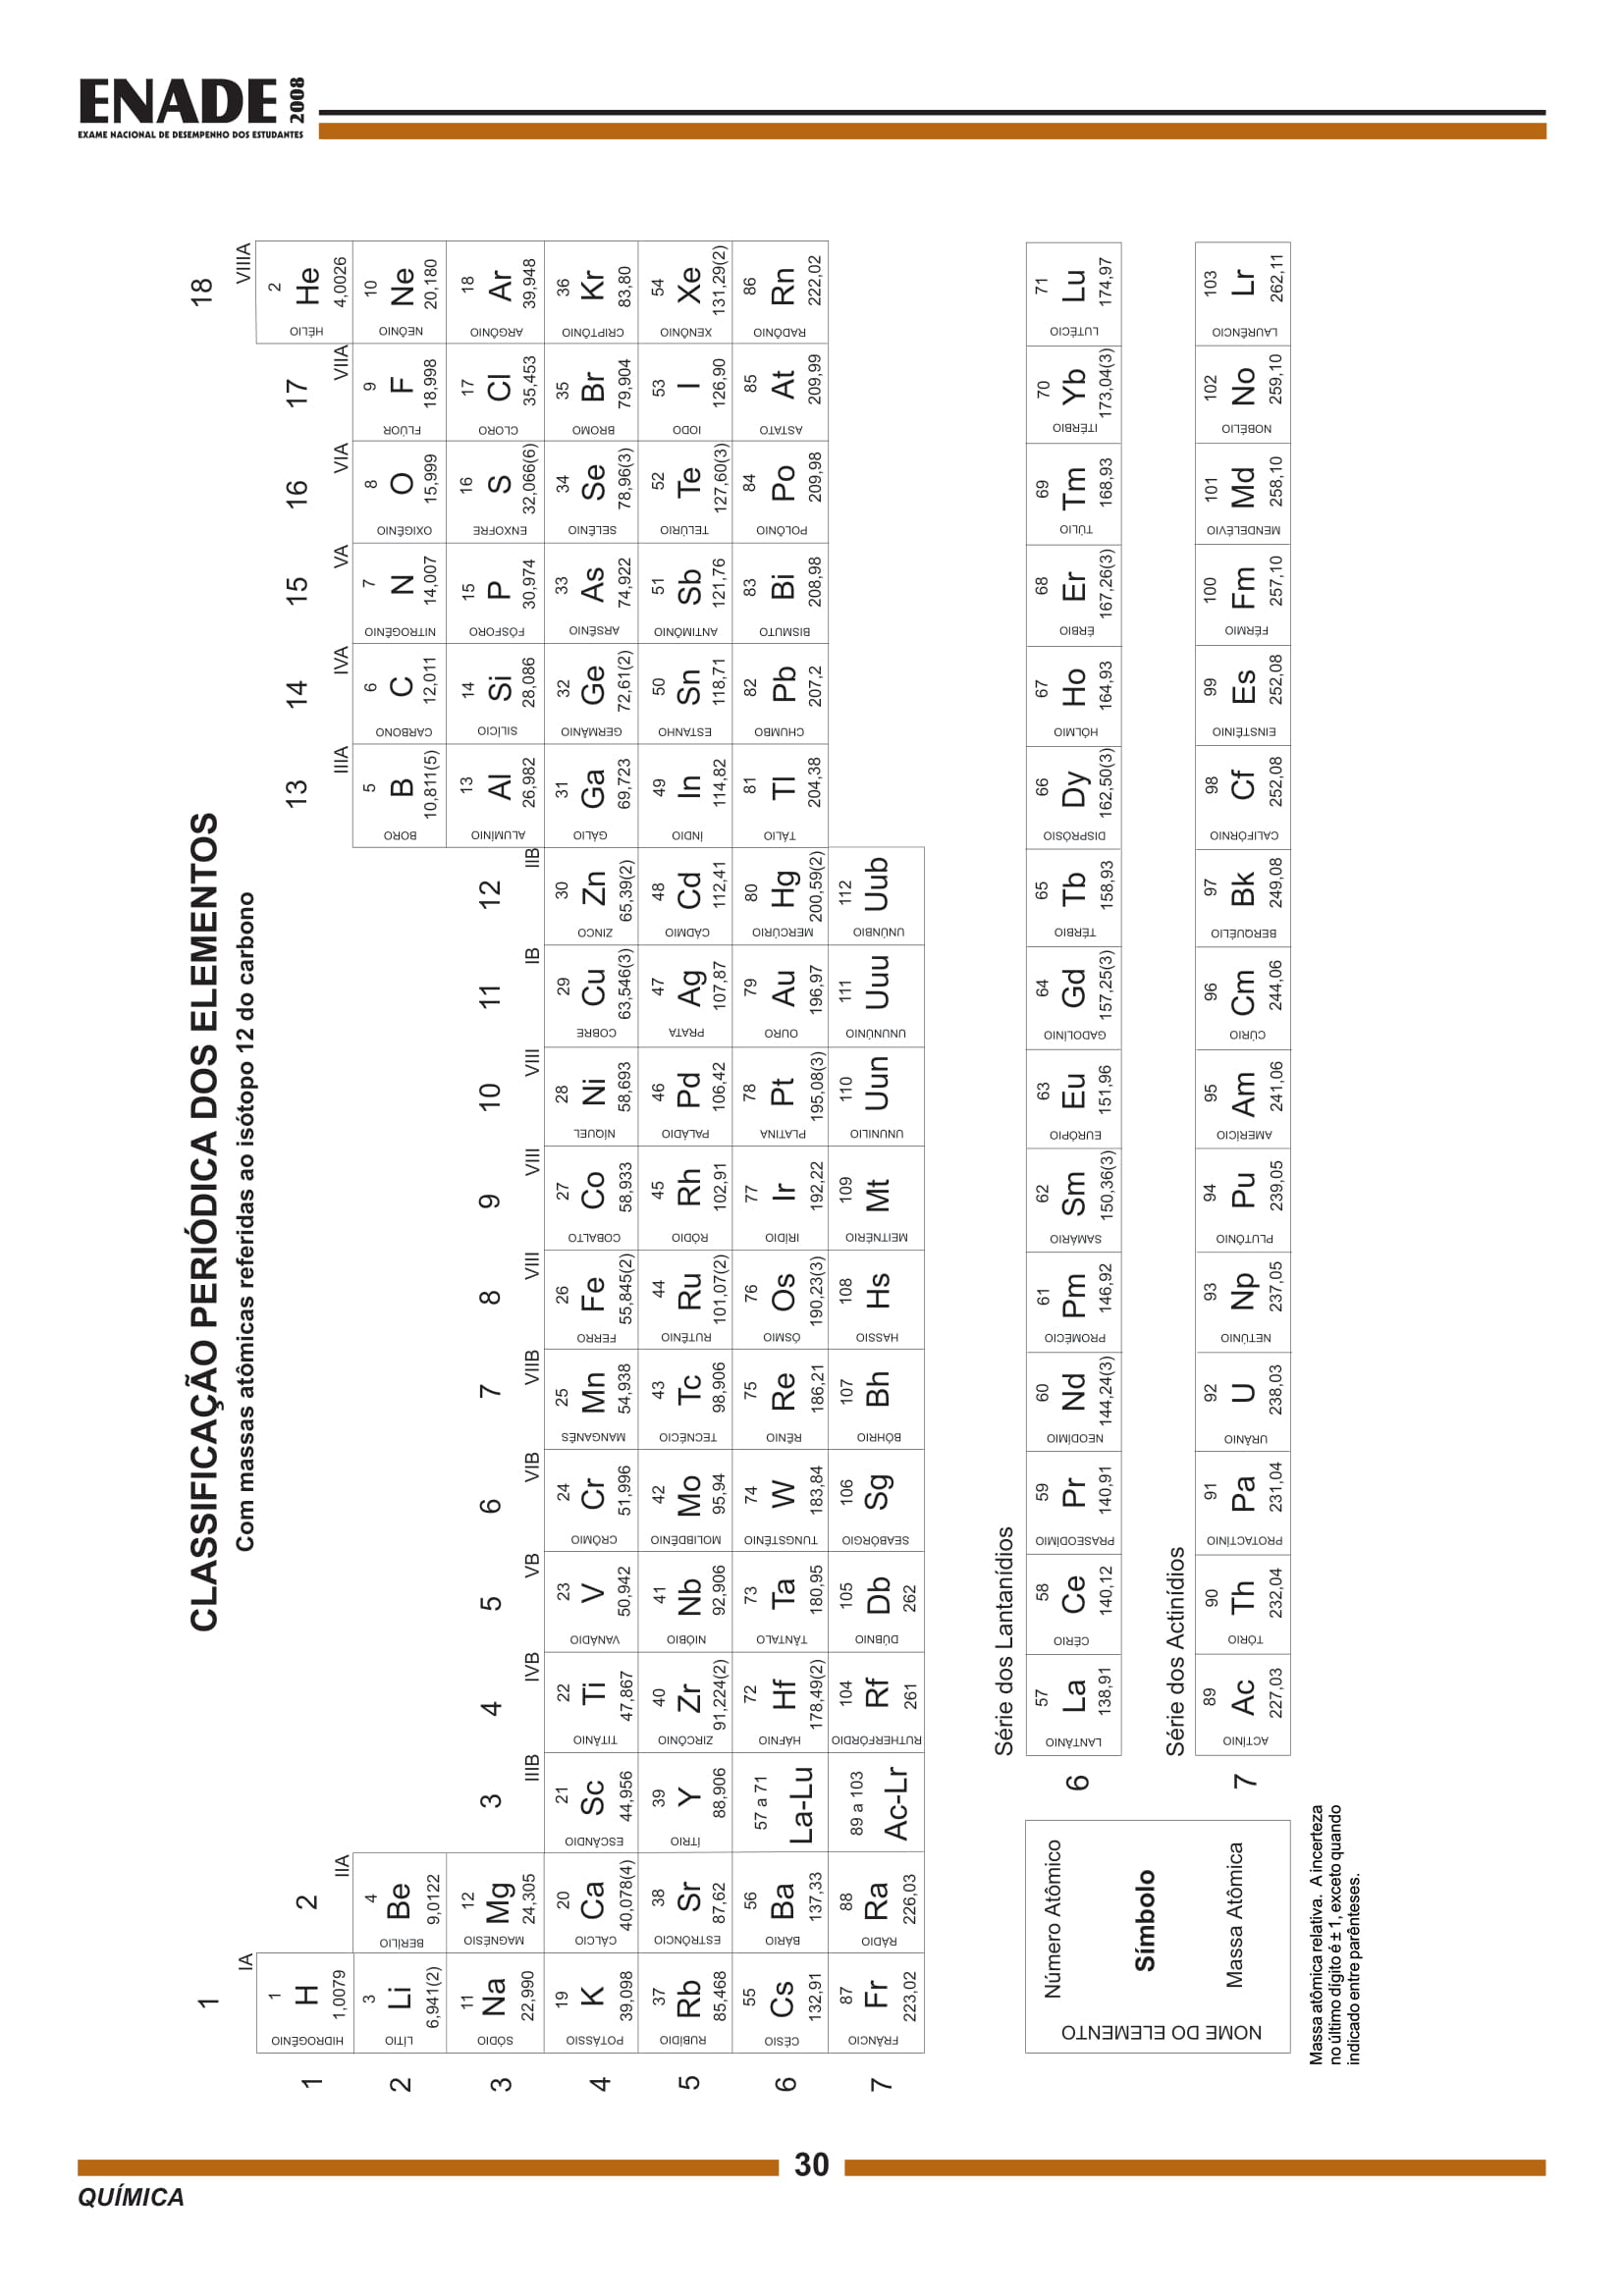 ENADE 2008
EXAME NACIONAL DE DESEMPENHO DOS ESTUDANTES
CLASSIFICAÇÃO PERIÓDICA DOS ELEMENTOS
Com massas atômicas referidas ao isótopo 12 do carbono
1 18
IA 2 13 14 15 16 17 VIIIA
1 HIDROGÊNIO 1 H 1,0079 IIA IIIA IVA VA VIA VIIA HÉLIO 2 He 4,0026
2 LÍTIO 3 Li 6,941(2) BERÍLIO 4 Be 9,0122 BORO 5 B 10,811(5) CARBONO 6 C 12,011 NITROGÊNIO 7 N 14,007 OXIGÊNIO 8 O 15,999 FLÚOR 9 F 18,998 NEÔNIO 10 Ne 20,180
3 4 5 6 7 8 9 10 11 12
IIIB IVB VB VIB VIIB VIII VIII VIII IB IIB
3 SÓDIO 11 Na 22,990 MAGNÉSIO 12 Mg 24,305 ALUMÍNIO 13 Al 26,982 SILÍCIO 14 Si 28,086 FÓSFORO 15 P 30,974 ENXOFRE 16 S 32,066(6) CLORO 17 Cl 35,453 ARGÔNIO 18 Ar 39,948
4 POTÁSSIO 19 K 39,098 CÁLCIO 20 Ca 40,078(4) ESCÂNDIO 21 Sc 44,956 TITÂNIO 22 Ti 47,867 VANÁDIO 23 V 50,942 CRÔMIO 24 Cr 51,996 MANGANÊS 25 Mn 54,938 FERRO 26 Fe 55,845(2) COBALTO 27 Co 58,933 NÍQUEL 28 Ni 58,693 COBRE 29 Cu 63,546(3) ZINCO 30 Zn 65,39(2) GÁLIO 31 Ga 69,723 GERMÂNIO 32 Ge 72,61(2) ARSÊNIO 33 As 74,922 SELÊNIO 34 Se 78,96(3) BROMO 35 Br 79,904 CRIPTÔNIO 36 Kr 83,80
5 RUBÍDIO 37 Rb 85,468 ESTRÔNCIO 38 Sr 87,62 ÍTRIO 39 Y 88,906 ZIRCÔNIO 40 Zr 91,224(2) NIÓBIO 41 Nb 92,906 MOLIBDÊNIO 42 Mo 95,94 TECNÉCIO 43 Tc 98,906 RUTÊNIO 44 Ru 101,07(2) RÓDIO 45 Rh 102,91 PALÁDIO 46 Pd 106,42 PRATA 47 Ag 107,87 CÁDMIO 48 Cd 112,41 ÍNDIO 49 In 114,82 ESTANHO 50 Sn 118,71 ANTIMÔNIO 51 Sb 121,76 TELÚRIO 52 Te 127,60(3) IODO 53 I 126,90 XENÔNIO 54 Xe 131,29(2)
6 CÉSIO 55 Cs 132,91 BÁRIO 56 Ba 137,33 57 a 71 La-Lu HÁFNIO 72 Hf 178,49(2) TÂNTALO 73 Ta 180,95 TUNGSTÊNIO 74 W 183,84 RÊNIO 75 Re 186,21 ÓSMIO 76 Os 190,23(3) IRÍDIO 77 Ir 192,22 PLATINA 78 Pt 195,08(3) OURO 79 Au 196,97 MERCÚRIO 80 Hg 200,59(2) TÁLIO 81 Tl 204,38 CHUMBO 82 Pb 207,2 BISMUTO 83 Bi 208,98 POLÔNIO 84 Po 209,98 ASTATO 85 At 209,99 RADÔNIO 86 Rn 222,02
7 FRÂNCIO 87 Fr 223,02 RÁDIO 88 Ra 226,03 89 a 103 Ac-Lr RUTHERFÓRDIO 104 Rf 261 DÚBNIO 105 Db 262 SEABÓRGIO 106 Sg BÓHRIO 107 Bh HASSIO 108 Hs MEITNÉRIO 109 Mt UNUNILIO 110 Uun UNUNÚNIO 111 Uuu UNÚNBIO 112 Uub
Série dos Lantanídios
6 LANTÂNIO 57 La 138,91 CÉRIO 58 Ce 140,12 PRASEODÍMIO 59 Pr 140,91 NEODÍMIO 60 Nd 144,24(3) PROMÉCIO 61 Pm 146,92 SAMÁRIO 62 Sm 150,36(3) EURÓPIO 63 Eu 151,96 GADOLÍNIO 64 Gd 157,25(3) TÉRBIO 65 Tb 158,93 DISPRÓSIO 66 Dy 162,50(3) HÓLMIO 67 Ho 164,93 ÉRBIO 68 Er 167,26(3) TÚLIO 69 Tm 168,93 ITÉRBIO 70 Yb 173,04(3) LUTÉCIO 71 Lu 174,97
Série dos Actinídios
7 ACTÍNIO 89 Ac 227,03 TÓRIO 90 Th 232,04 PROTACTÍNIO 91 Pa 231,04 URÂNIO 92 U 238,03 NETÚNIO 93 Np 237,05 PLUTÔNIO 94 Pu 239,05 AMERÍCIO 95 Am 241,06 CÚRIO 96 Cm 244,06 BERQUÉLIO 97 Bk 249,08 CALIFÓRNIO 98 Cf 252,08 EINSTÊINIO 99 Es 252,08 FÉRMIO 100 Fm 257,10 MENDELÉVIO 101 Md 258,10 NOBÉLIO 102 No 259,10 LAURÊNCIO 103 Lr 262,11
NOME DO ELEMENTO
Número Atômico
Símbolo
Massa Atômica
Massa atômica relativa. A incerteza
no último dígito é ± 1, exceto quando
indicado entre parênteses.
30
QUÍMICA